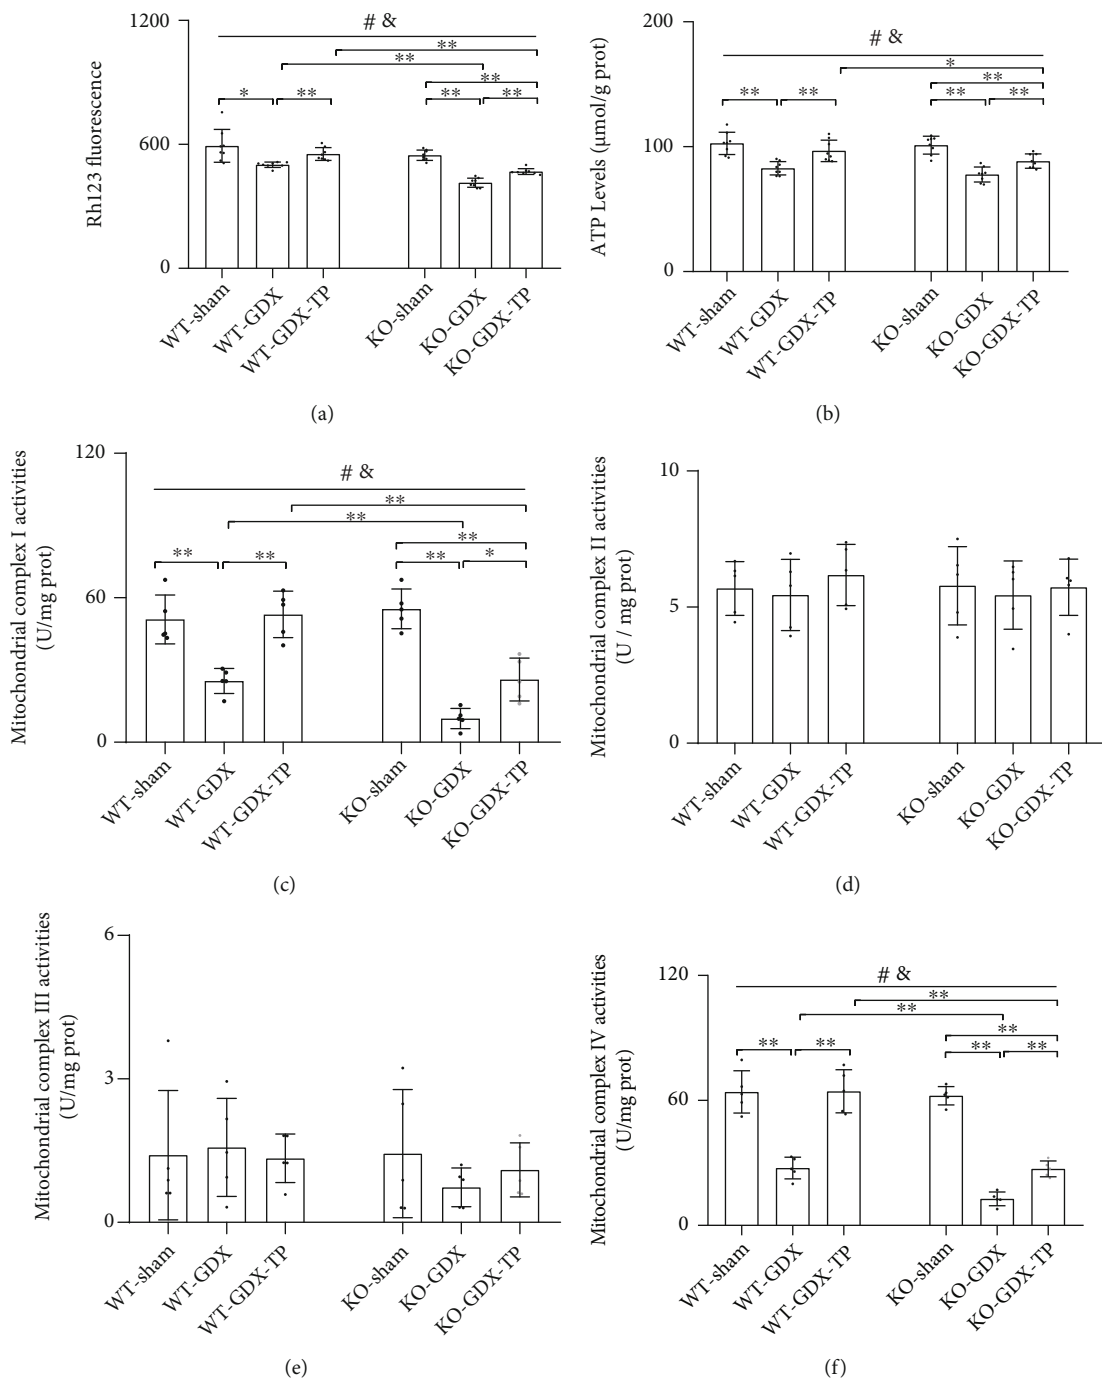 1200
600
0
Rh123 fluorescence
# &
**
**
**
*
**
**
**
WT-sham
WT-GDX
WT-GDX-TP
KO-sham
KO-GDX
KO-GDX-TP
(a)
200
100
0
ATP Levels (μmol/g prot)
# &
*
**
**
**
**
**
WT-sham
WT-GDX
WT-GDX-TP
KO-sham
KO-GDX
KO-GDX-TP
(b)
120
60
0
Mitochondrial complex I activities
(U/mg prot)
# &
**
**
**
**
**
**
*
WT-sham
WT-GDX
WT-GDX-TP
KO-sham
KO-GDX
KO-GDX-TP
(c)
10
5
0
Mitochondrial complex II activities
(U / mg prot)
WT-sham
WT-GDX
WT-GDX-TP
KO-sham
KO-GDX
KO-GDX-TP
(d)
6
3
0
Mitochondrial complex III activities
(U/mg prot)
WT-sham
WT-GDX
WT-GDX-TP
KO-sham
KO-GDX
KO-GDX-TP
(e)
120
60
0
Mitochondrial complex IV activities
(U/mg prot)
# &
**
**
**
**
**
**
**
WT-sham
WT-GDX
WT-GDX-TP
KO-sham
KO-GDX
KO-GDX-TP
(f)